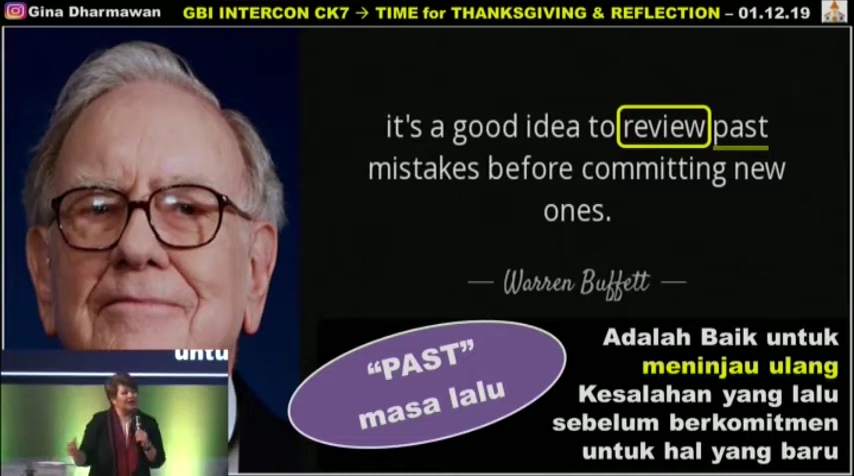 Gina Dharmawan
GBI INTERCON CK7 → TIME for THANKSGIVING & REFLECTION – 01.12.19
it's a good idea to review past
mistakes before committing new
ones.
— Warren Buffett —
untu
"PAST"
masa lalu
Adalah Baik untuk
meninjau ulang
Kesalahan yang lalu
sebelum berkomitmen
untuk hal yang baru